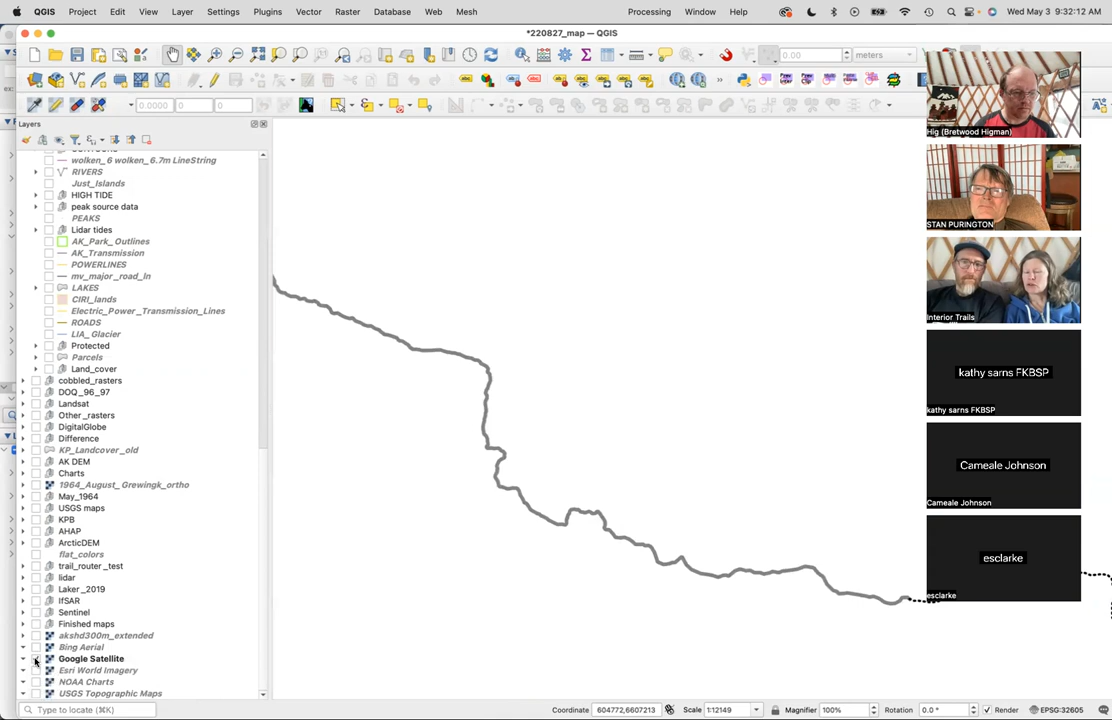 QGIS Project Edit View Layer Settings Plugins Vector Raster Database Web Mesh Processing Window Help Wed May 3 9:32:12 AM
*220827_map — QGIS
0.00 meters
0.0000 0 0
Layers
wolken_6 wolken_6.7m LineString
RIVERS
Just_Islands
HIGH TIDE
peak source data
PEAKS
Lidar tides
AK_Park_Outlines
AK_Transmission
POWERLINES
mv_major_road_ln
LAKES
CIRI_lands
Electric_Power_Transmission_Lines
ROADS
LIA_Glacier
Protected
Parcels
Land_cover
cobbled_rasters
DOQ_96_97
Landsat
Other_rasters
DigitalGlobe
Difference
KP_Landcover_old
AK DEM
Charts
1964_August_Grewingk_ortho
May_1964
USGS maps
KPB
AHAP
ArcticDEM
flat_colors
trail_router_test
lidar
Laker_2019
IfSAR
Sentinel
Finished maps
akshd300m_extended
Bing Aerial
Google Satellite
Esri World Imagery
NOAA Charts
USGS Topographic Maps
Hig (Bretwood Higman)
STAN PURINGTON
Interior Trails
kathy sarns FKBSP
kathy sarns FKBSP
Cameale Johnson
Cameale Johnson
esclarke
esclarke
Type to locate (⌘K) Coordinate 604772,6607213 Scale 1:12149 Magnifier 100% Rotation 0.0° Render EPSG:32605